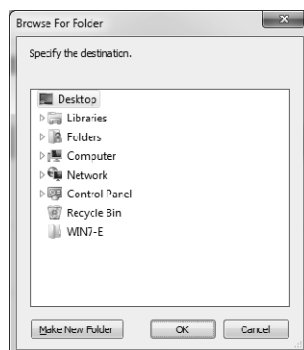 Browse For Folder
Specify the destination.
Desktop
Libraries
Folders
Computer
Network
Control Panel
Recycle Bin
WIN7-E
Make New Folder
OK
Cancel